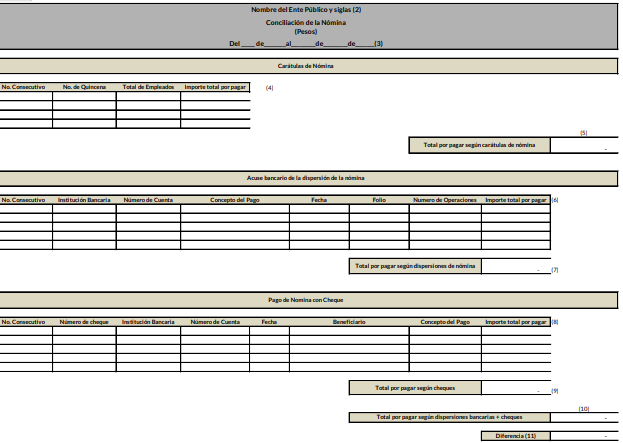 Nombre del Ente Público y siglas (2)
Conciliación de la Nómina
(Pesos)
Del ____ de_______al_______de_______de_____(3)
Carátulas de Nómina
No. Consecutivo No. de Quincena Total de Empleados Importe total por pagar (4)
(5)
Total por pagar según carátulas de nómina -
Acuse bancario de la dispersión de la nómina
No. Consecutivo Institución Bancaria Número de Cuenta Concepto del Pago Fecha Folio Numero de Operaciones Importe total por pagar (6)
Total por pagar según dispersiones de nómina - (7)
Pago de Nomina con Cheque
No. Consecutivo Número de cheque Institución Bancaria Número de Cuenta Fecha Beneficiario Concepto del Pago Importe total por pagar (8)
Total por pagar según cheques - (9)
(10)
Total por pagar según dispersiones bancarias + cheques -
Diferencia (11) -